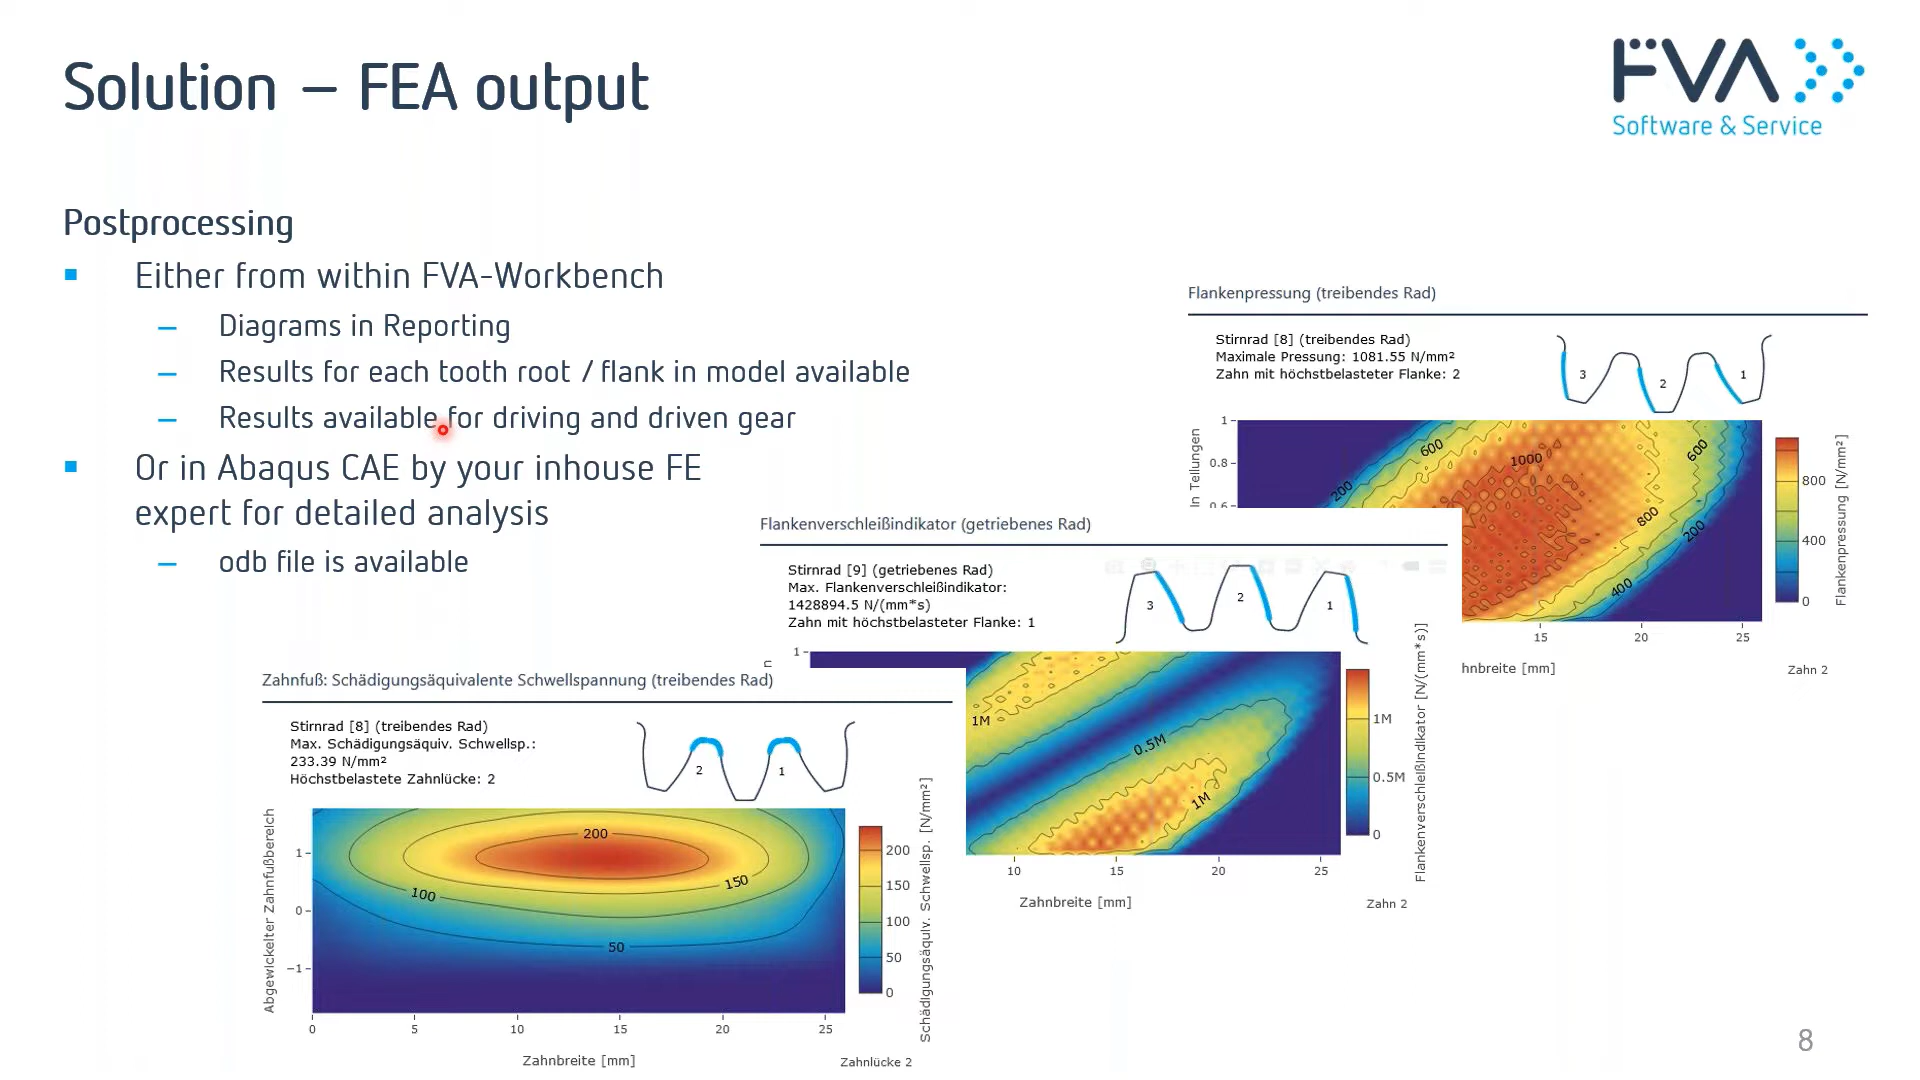 Solution – FEA output
FVA
Software & Service
Postprocessing
Either from within FVA-Workbench
– Diagrams in Reporting
– Results for each tooth root / flank in model available
– Results available for driving and driven gear
Or in Abaqus CAE by your inhouse FE
expert for detailed analysis
– odb file is available
Flankenpressung (treibendes Rad)
Stirnrad [8] (treibendes Rad)
Maximale Pressung: 1081.55 N/mm²
Zahn mit höchstbelasteter Flanke: 2
3 2 1
In Teilungen
1
0.8
0.6
200 600 1000 600 800 200 400
800
400
0
Flankenpressung [N/mm²]
15 20 25
hnbreite [mm]
Zahn 2
Flankenverschleißindikator (getriebenes Rad)
Stirnrad [9] (getriebenes Rad)
Max. Flankenverschleißindikator:
1428894.5 N/(mm*s)
Zahn mit höchstbelasteter Flanke: 1
3 2 1
n
1
1M 0.5M 1M
1M
0.5M
0
Flankenverschleißindikator [N/(mm*s)]
10 15 20 25
Zahnbreite [mm]
Zahn 2
Zahnfuß: Schädigungsäquivalente Schwellspannung (treibendes Rad)
Stirnrad [8] (treibendes Rad)
Max. Schädigungsäquiv. Schwellsp.:
233.39 N/mm²
Höchstbelastete Zahnlücke: 2
2 1
Abgewickelter Zahnfußbereich
1
0
−1
200
150
100
50
200
150
100
50
0
Schädigungsäquiv. Schwellsp. [N/mm²]
0 5 10 15 20 25
Zahnbreite [mm]
Zahnlücke 2
8